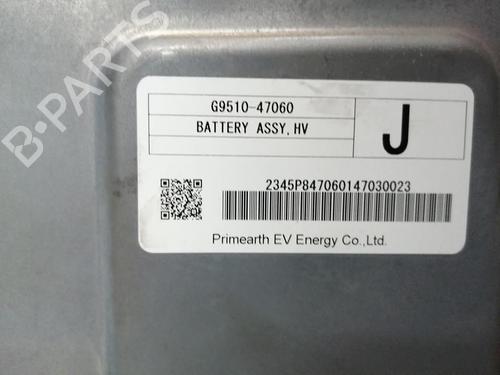 B-PARTS
G9510-47060
BATTERY ASSY,HV
J
2345P847060147030023
Primearth EV Energy Co.,Ltd.